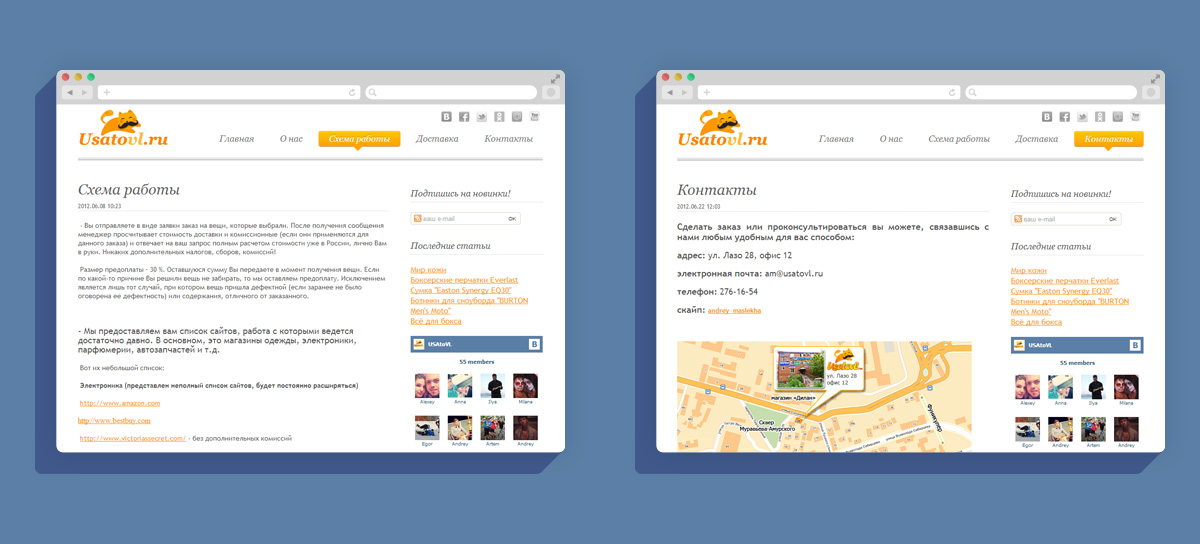 Usatovl.ru
Главная О нас Схема работы Доставка Контакты
Схема работы
2012.06.08 10:23
- Вы отправляете в виде заявки заказ на вещи, которые выбрали. После получения сообщения
менеджер просчитывает стоимость доставки и комиссионные (если они применяются для
данного заказа) и отвечает на ваш запрос полным расчетом стоимости уже в России, лично Вам
в руки. Никаких дополнительных налогов, сборов, комиссий!
Размер предоплаты - 30 %. Оставшуюся сумму Вы передаете в момент получения вещи. Если
по какой-то причине Вы решили вещь не забирать, то мы оставляем предоплату. Исключением
является лишь тот случай, при котором вещь пришла дефектной (если заранее не было
оговорена ее дефектность) или содержания, отличного от заказанного.
- Мы предоставляем вам список сайтов, работа с которыми ведется
достаточно давно. В основном, это магазины одежды, электроники,
парфюмерии, автозапчастей и т.д.
Вот их небольшой список:
Электроника (представлен неполный список сайтов, будет постоянно расширяться)
http://www.amazon.com
http://www.bestbuy.com
http://www.victoriassecret.com/ - без дополнительных комиссий
Подпишись на новинки!
ваш e-mail OK
Последние статьи
Мир кожи
Боксерские перчатки Everlast
Сумка "Easton Synergy EQ30"
Ботинки для сноуборда "BURTON
Men's Moto"
Всё для бокса
USAtoVL B
55 members
Alexey Anna Ilya Milana
Egor Andrey Artem Andrey
Usatovl.ru
Главная О нас Схема работы Доставка Контакты
Контакты
2012.06.22 12:03
Сделать заказ или проконсультироваться вы можете, связавшись с
нами любым удобным для вас способом:
адрес: ул. Лазо 28, офис 12
электронная почта: am@usatovl.ru
телефон: 276-16-54
скайп: andrey_maslekha
ул. Лазо 28
офис 12
магазин «Дилан»
Сквер
Муравьева-Амурского
Фуникулёр
Подпишись на новинки!
ваш e-mail OK
Последние статьи
Мир кожи
Боксерские перчатки Everlast
Сумка "Easton Synergy EQ30"
Ботинки для сноуборда "BURTON
Men's Moto"
Всё для бокса
USAtoVL B
55 members
Alexey Anna Ilya Milana
Egor Andrey Artem Andrey